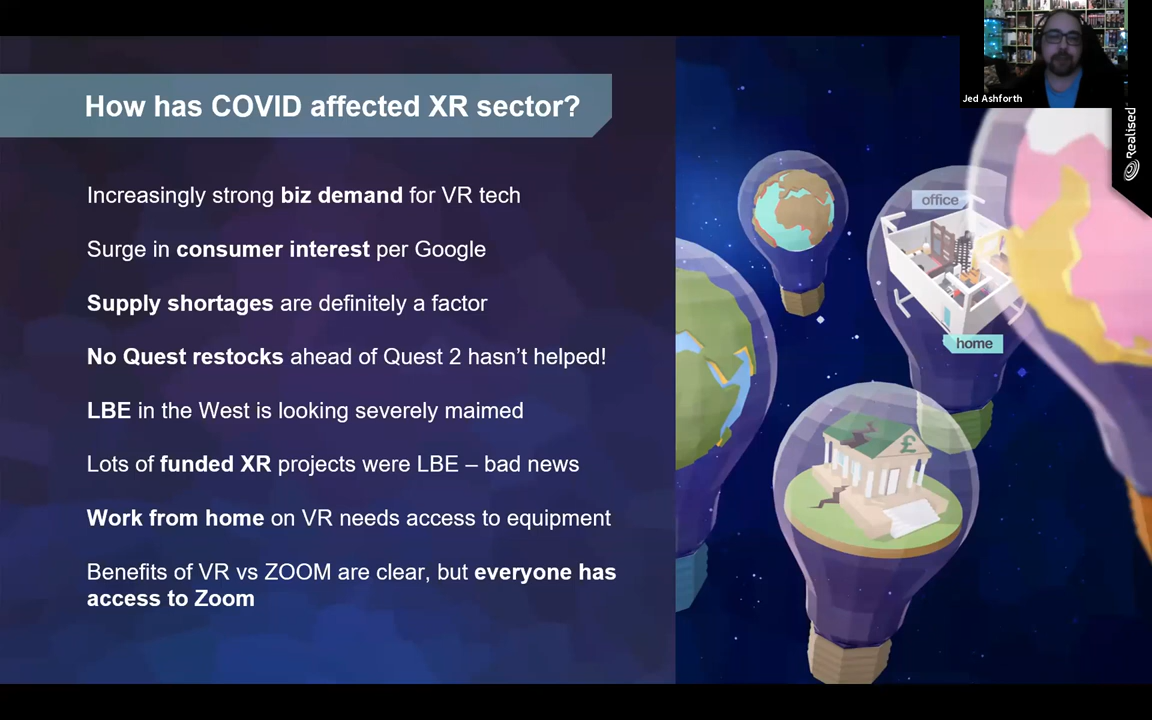 How has COVID affected XR sector?
Increasingly strong biz demand for VR tech
Surge in consumer interest per Google
Supply shortages are definitely a factor
No Quest restocks ahead of Quest 2 hasn’t helped!
LBE in the West is looking severely maimed
Lots of funded XR projects were LBE – bad news
Work from home on VR needs access to equipment
Benefits of VR vs ZOOM are clear, but everyone has
access to Zoom
office
home
£
Jed Ashforth
Realised